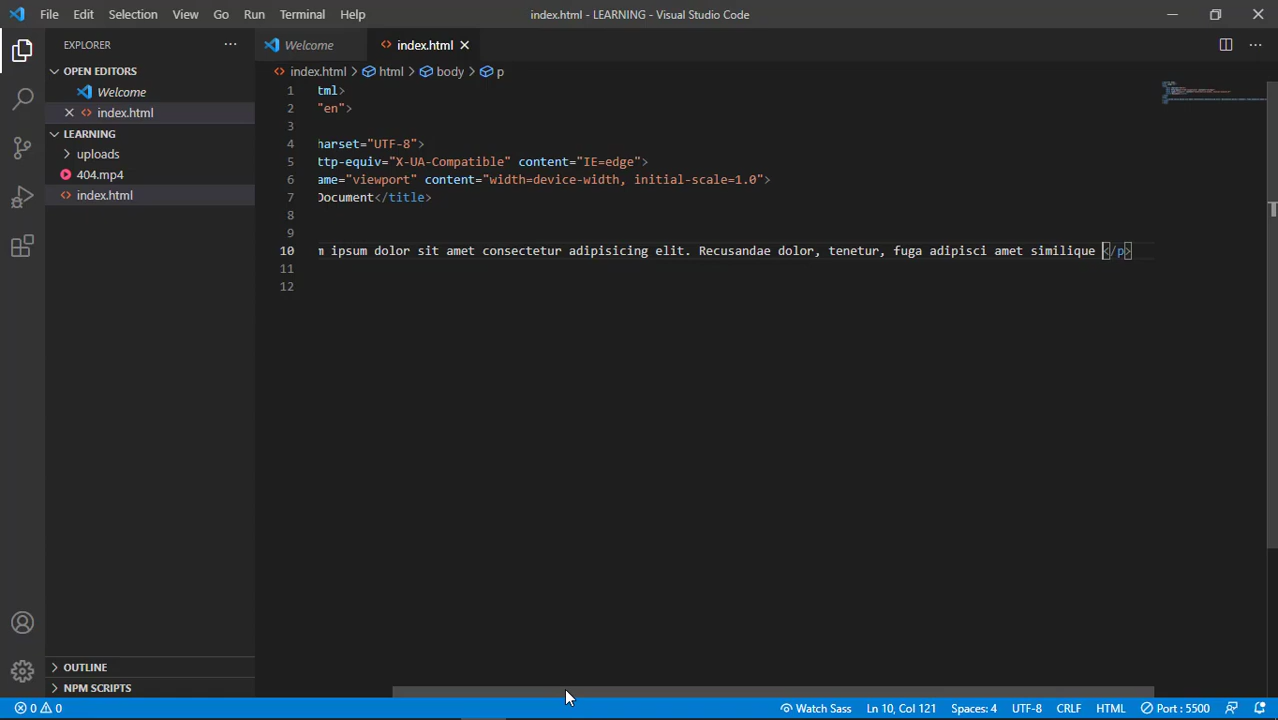 File Edit Selection View Go Run Terminal Help index.html - LEARNING - Visual Studio Code
EXPLORER ··· Welcome index.html
OPEN EDITORS index.html > html > body > p
Welcome
index.html
LEARNING
uploads
404.mp4
index.html
1 tml>
2 "en">
3
4 harset="UTF-8">
5 ttp-equiv="X-UA-Compatible" content="IE=edge">
6 ame="viewport" content="width=device-width, initial-scale=1.0">
7 Document</title>
8
9
10 m ipsum dolor sit amet consectetur adipisicing elit. Recusandae dolor, tenetur, fuga adipisci amet similique </p>
11
12
OUTLINE
NPM SCRIPTS
0 0 Watch Sass Ln 10, Col 121 Spaces: 4 UTF-8 CRLF HTML Port : 5500